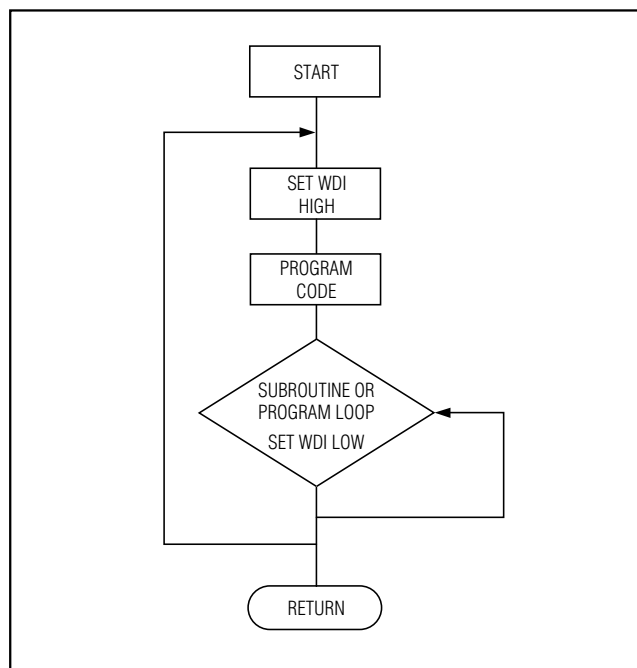 START
SET WDI
HIGH
PROGRAM
CODE
SUBROUTINE OR
PROGRAM LOOP
SET WDI LOW
RETURN